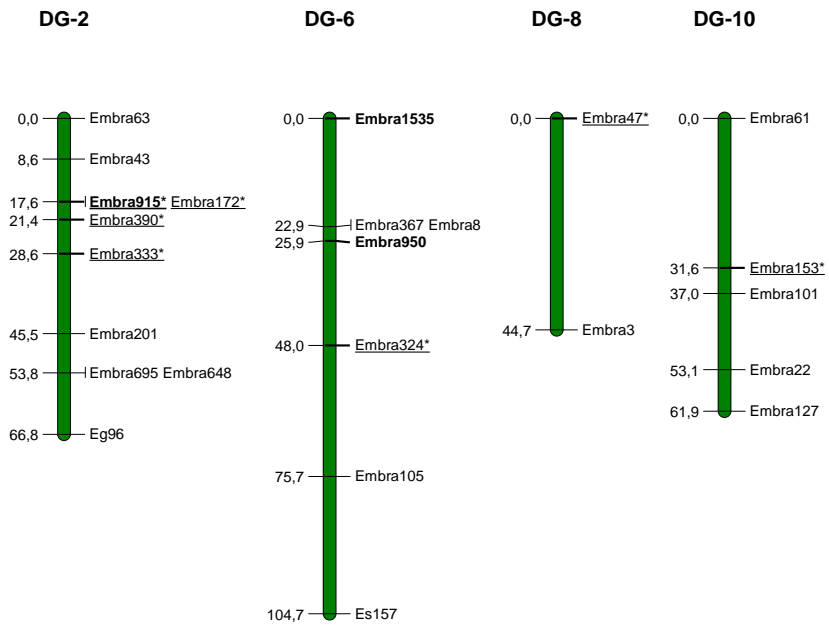 DG-2
0,0 Embra63
8,6 Embra43
17,6 Embra915* Embra172*
21,4 Embra390*
28,6 Embra333*
45,5 Embra201
53,8 Embra695 Embra648
66,8 Eg96
DG-6
0,0 Embra1535
22,9 Embra367 Embra8
25,9 Embra950
48,0 Embra324*
75,7 Embra105
104,7 Es157
DG-8
0,0 Embra47*
44,7 Embra3
DG-10
0,0 Embra61
31,6 Embra153*
37,0 Embra101
53,1 Embra22
61,9 Embra127